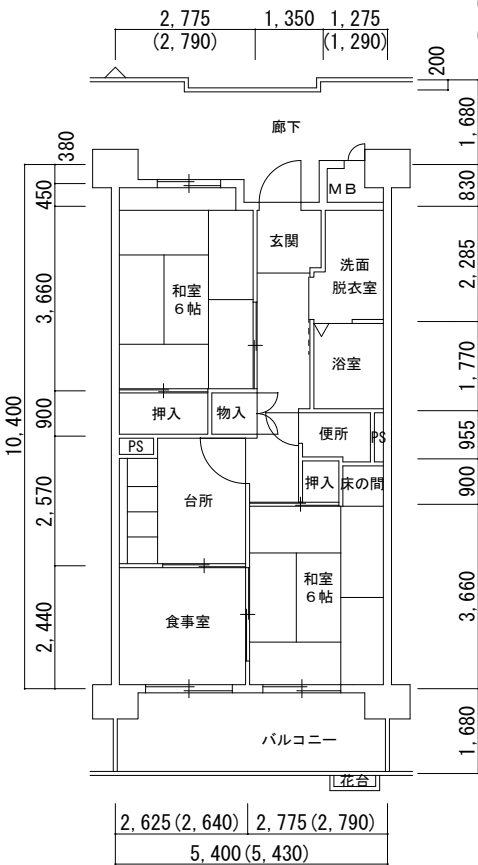 2,775 1,350 1,275
(2,790) (1,290)
200
1,680
廊下
380
830
450
MB
玄関
洗面
脱衣室
2,285
3,660
和室
6帖
浴室
1,770
10,400
900
押入
物入
便所
PS
955
PS
押入
床の間
900
台所
2,570
和室
6帖
3,660
食事室
2,440
バルコニー
1,680
花台
2,625(2,640) 2,775(2,790)
5,400(5,430)